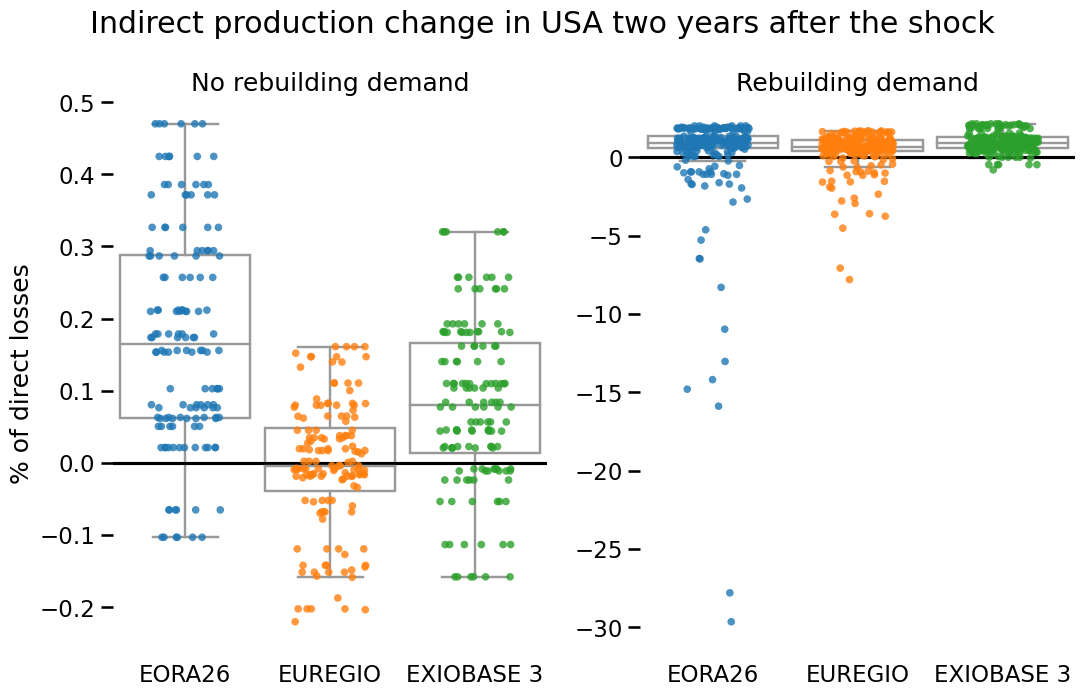 Indirect production change in USA two years after the shock
No rebuilding demand
Rebuilding demand
% of direct losses
0.5
0.4
0.3
0.2
0.1
0.0
−0.1
−0.2
0
−5
−10
−15
−20
−25
−30
EORA26
EUREGIO
EXIOBASE 3
EORA26
EUREGIO
EXIOBASE 3